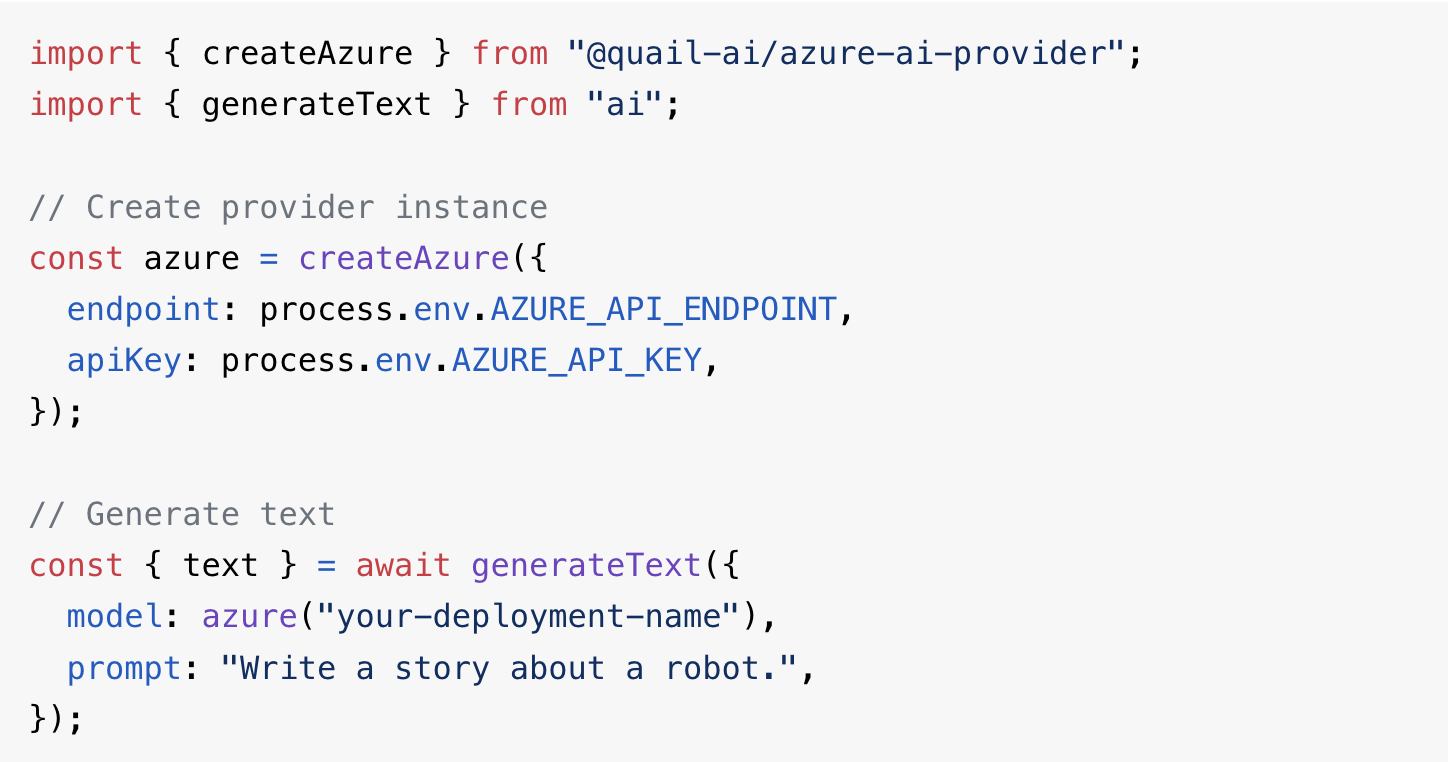 import { createAzure } from "@quail-ai/azure-ai-provider";
import { generateText } from "ai";

// Create provider instance
const azure = createAzure({
  endpoint: process.env.AZURE_API_ENDPOINT,
  apiKey: process.env.AZURE_API_KEY,
});

// Generate text
const { text } = await generateText({
  model: azure("your-deployment-name"),
  prompt: "Write a story about a robot.",
});